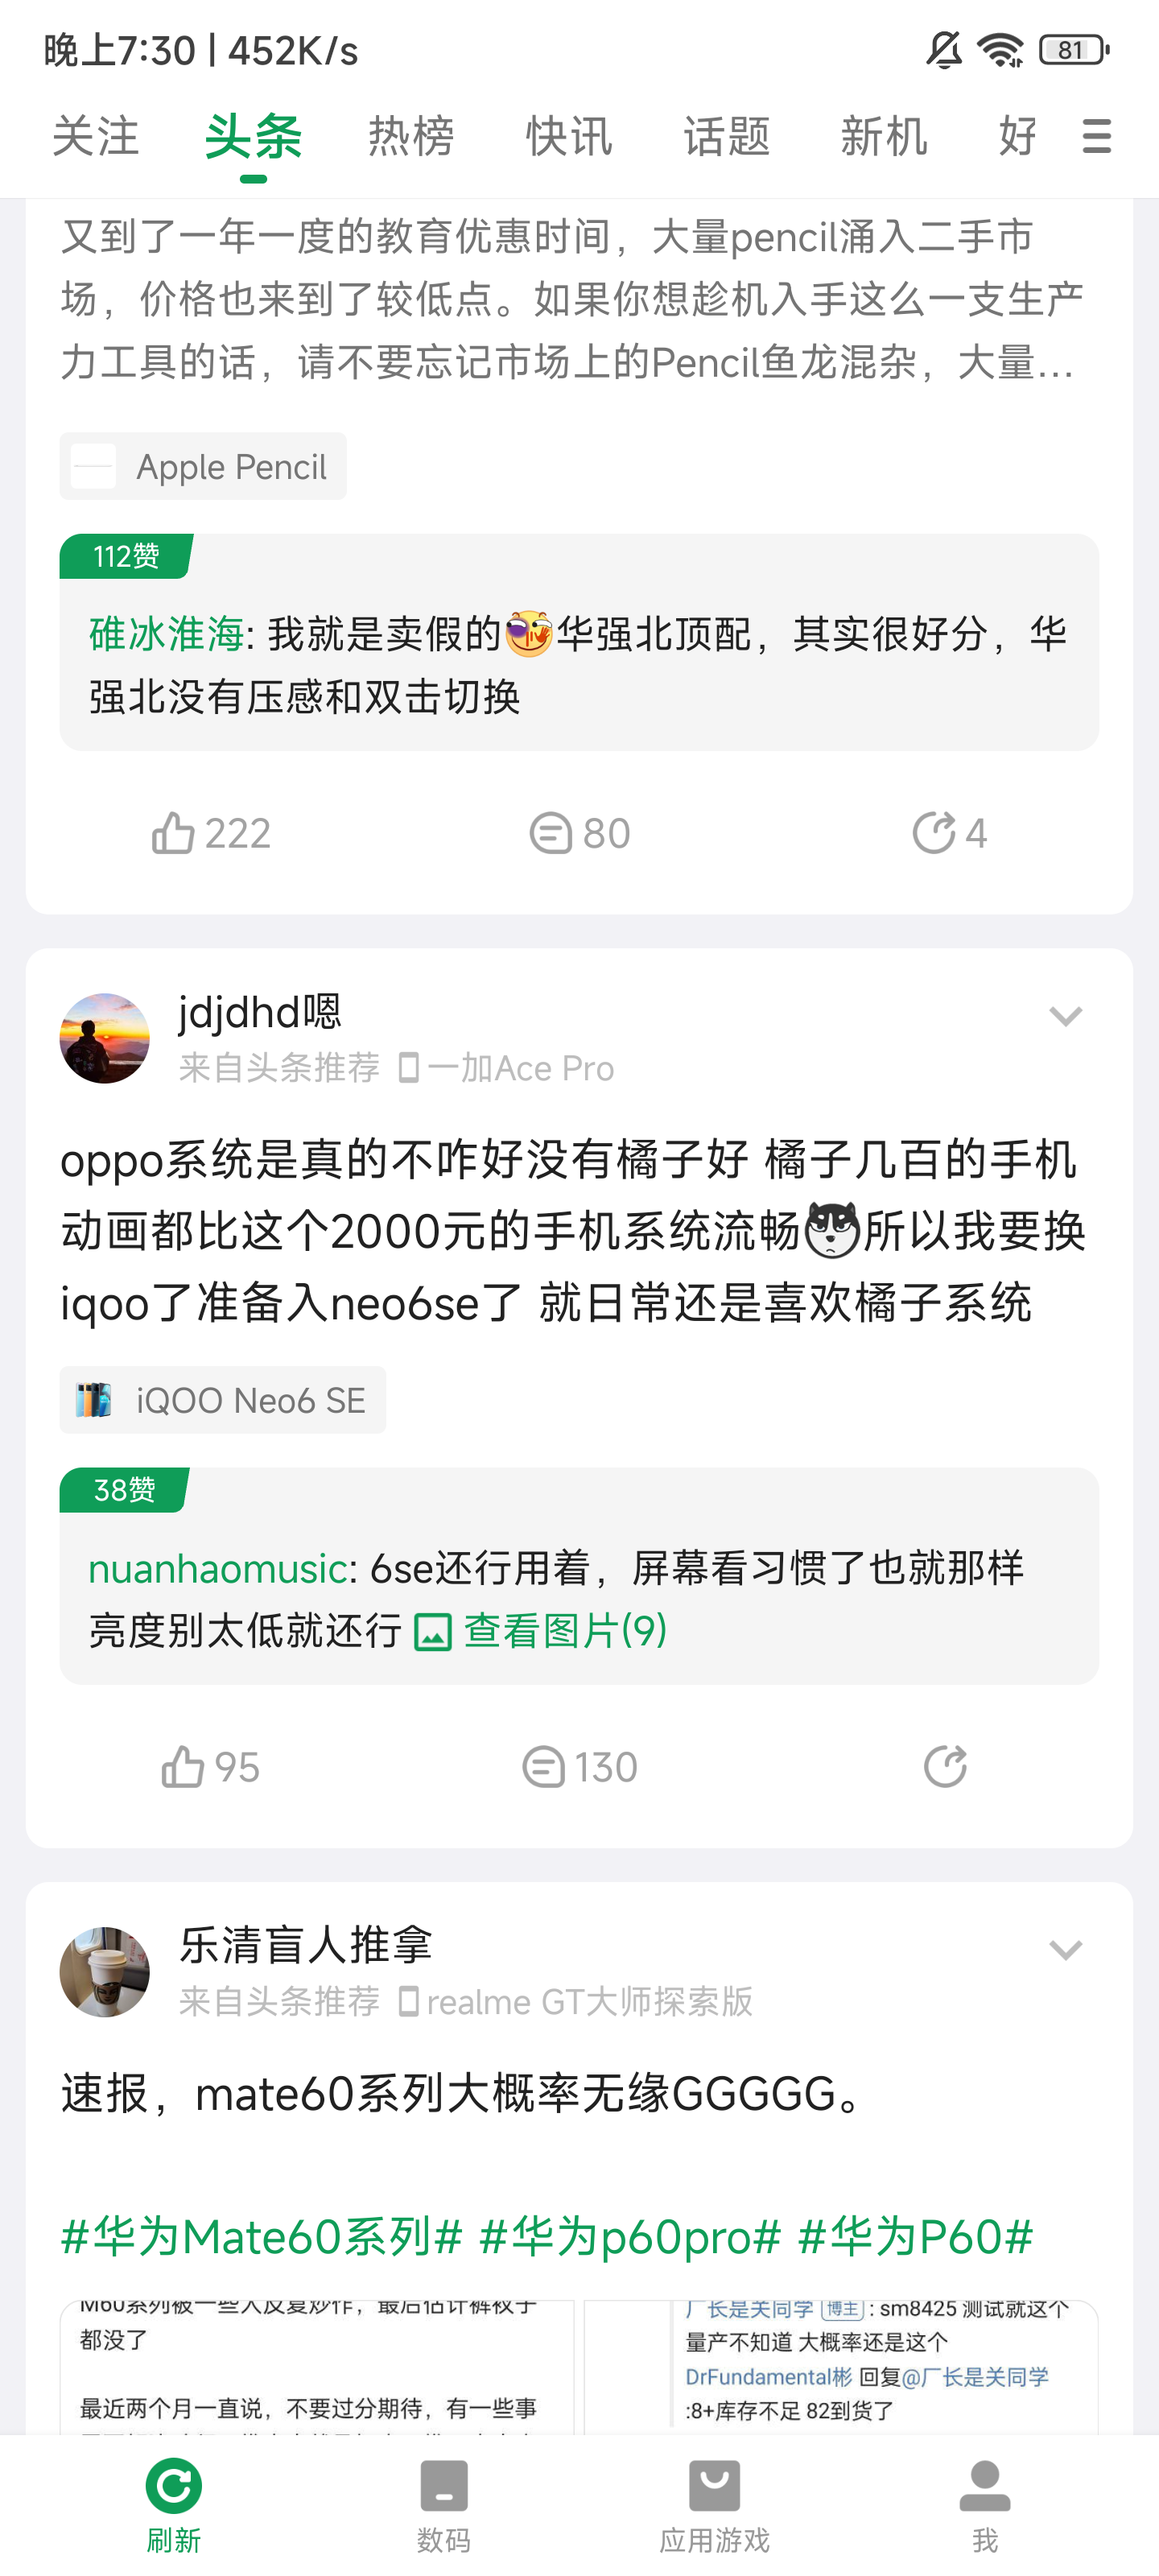 晚上7:30 | 452K/s
81
关注 头条 热榜 快讯 话题 新机 好
又到了一年一度的教育优惠时间，大量pencil涌入二手市
场，价格也来到了较低点。如果你想趁机入手这么一支生产
力工具的话，请不要忘记市场上的Pencil鱼龙混杂，大量...
Apple Pencil
112赞
碓冰淮海: 我就是卖假的华强北顶配，其实很好分，华
强北没有压感和双击切换
222 80 4
jdjdhd嗯
来自头条推荐 一加Ace Pro
oppo系统是真的不咋好没有橘子好 橘子几百的手机
动画都比这个2000元的手机系统流畅所以我要换
iqoo了准备入neo6se了 就日常还是喜欢橘子系统
iQOO Neo6 SE
38赞
nuanhaomusic: 6se还行用着，屏幕看习惯了也就那样
亮度别太低就还行 查看图片(9)
95 130
乐清盲人推拿
来自头条推荐 realme GT大师探索版
速报，mate60系列大概率无缘GGGGG。
#华为Mate60系列# #华为p60pro# #华为P60#
M60系列被一些人反复炒作，最后估计裤衩子
都没了
最近两个月一直说，不要过分期待，有一些事
厂长是关同学 博主 : sm8425 测试就这个
量产不知道 大概率还是这个
DrFundamental彬 回复@厂长是关同学
:8+库存不足 82到货了
刷新 数码 应用游戏 我